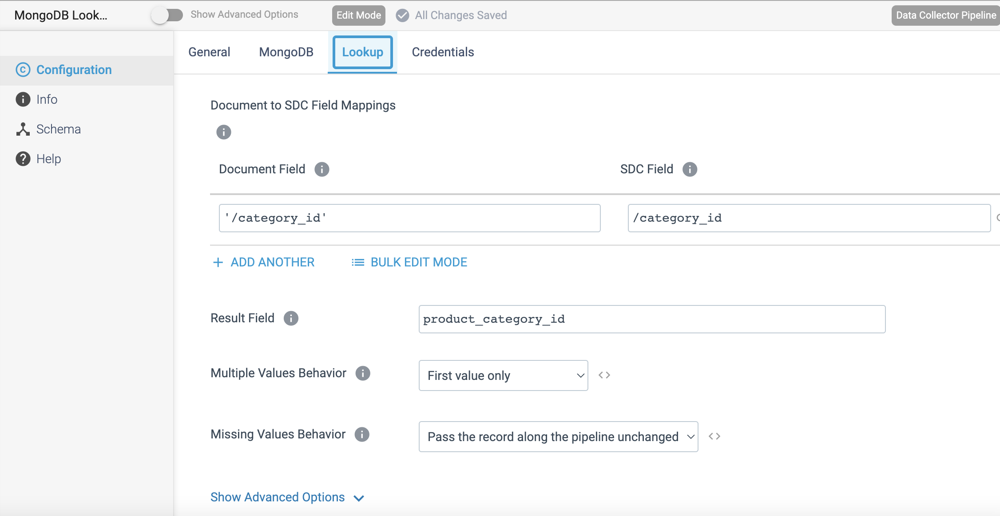 MongoDB Look...
Show Advanced Options
Edit Mode
All Changes Saved
Data Collector Pipeline
General
MongoDB
Lookup
Credentials
Configuration
Info
Schema
Help
Document to SDC Field Mappings
Document Field
SDC Field
'/category_id'
/category_id
+ ADD ANOTHER
BULK EDIT MODE
Result Field
product_category_id
Multiple Values Behavior
First value only
Missing Values Behavior
Pass the record along the pipeline unchanged
Show Advanced Options